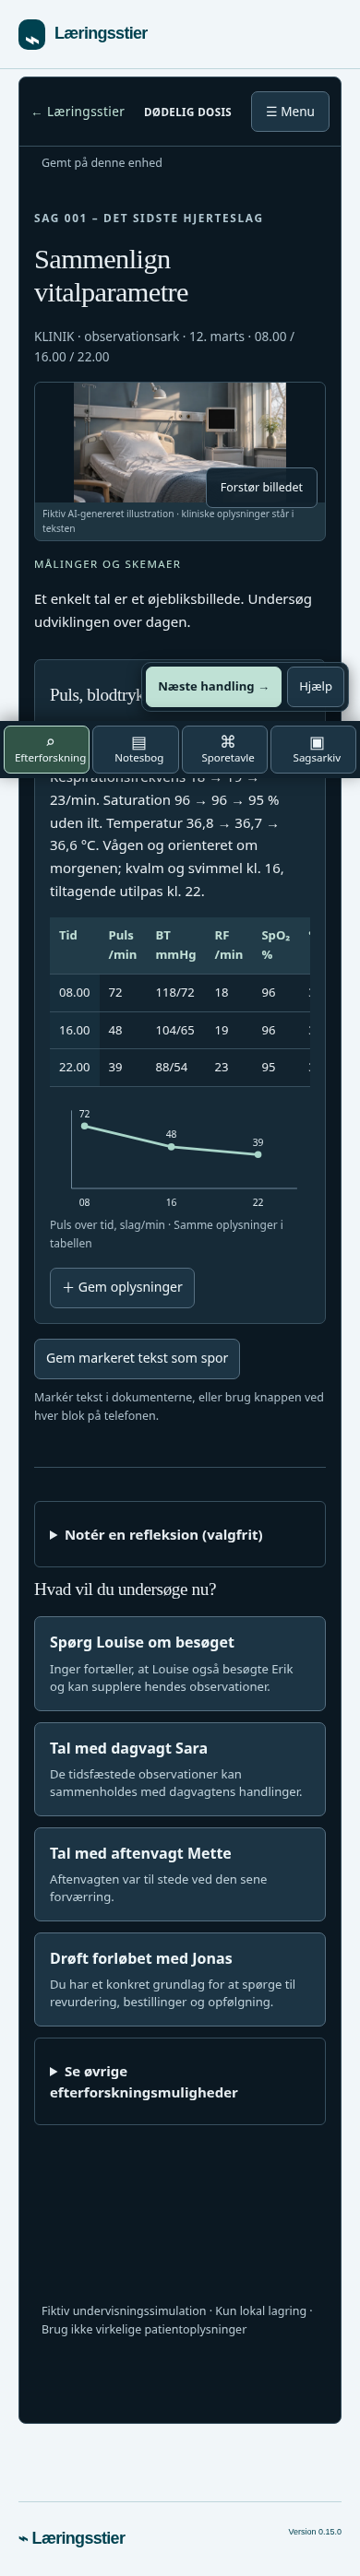 Læringsstier
← Læringsstier
DØDELIG DOSIS
☰ Menu
Gemt på denne enhed
SAG 001 – DET SIDSTE HJERTESLAG
Sammenlign
vitalparametre
KLINIK · observationsark · 12. marts · 08.00 /
16.00 / 22.00
Forstør billedet
Fiktiv AI-genereret illustration · kliniske oplysninger står i
teksten
MÅLINGER OG SKEMAER
Et enkelt tal er et øjebliksbillede. Undersøg
udviklingen over dagen.
Puls, blodtryk
Næste handling →
Hjælp
Efterforskning
Notesbog
Sporetavle
Sagsarkiv
Respirationsfrekvens 18 → 19 →
23/min. Saturation 96 → 96 → 95 %
uden ilt. Temperatur 36,8 → 36,7 →
36,6 °C. Vågen og orienteret om
morgenen; kvalm og svimmel kl. 16,
tiltagende utilpas kl. 22.
Tid Puls BT RF SpO₂
/min mmHg /min %
08.00 72 118/72 18 96
16.00 48 104/65 19 96
22.00 39 88/54 23 95
72
48
39
08 16 22
Puls over tid, slag/min · Samme oplysninger i
tabellen
＋ Gem oplysninger
Gem markeret tekst som spor
Markér tekst i dokumenterne, eller brug knappen ved
hver blok på telefonen.
▶ Notér en refleksion (valgfrit)
Hvad vil du undersøge nu?
Spørg Louise om besøget
Inger fortæller, at Louise også besøgte Erik
og kan supplere hendes observationer.
Tal med dagvagt Sara
De tidsfæstede observationer kan
sammenholdes med dagvagtens handlinger.
Tal med aftenvagt Mette
Aftenvagten var til stede ved den sene
forværring.
Drøft forløbet med Jonas
Du har et konkret grundlag for at spørge til
revurdering, bestillinger og opfølgning.
▶ Se øvrige
efterforskningsmuligheder
Fiktiv undervisningssimulation · Kun lokal lagring ·
Brug ikke virkelige patientoplysninger
Læringsstier
Version 0.15.0